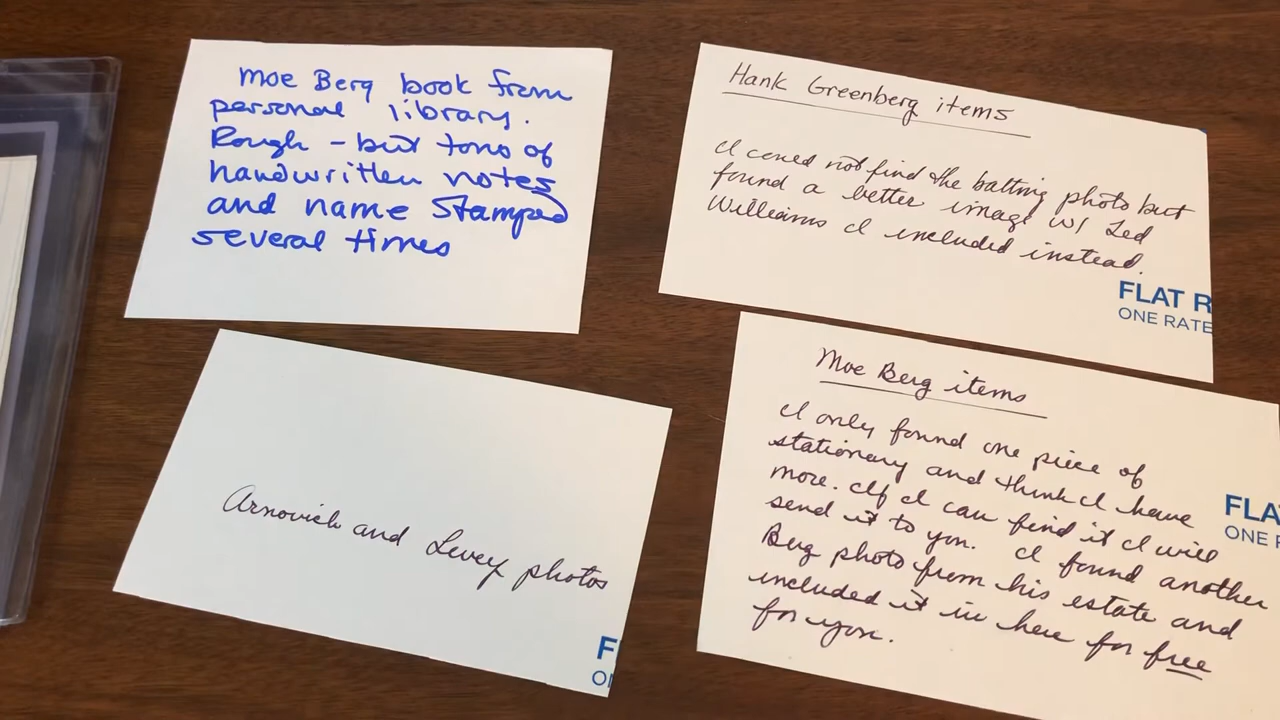 Moe Berg book from
personal library.
Rough - but tons of
handwritten notes
and name stamped
several times
Hank Greenberg items
I could not find the batting photo but
found a better image w/ Ted
Williams I included instead.
FLAT R
ONE RATE
Arnovich and Levey photos
F
Moe Berg items
I only found one piece of
stationary and think I have
more. If I can find it I will
send it to you. I found another
Berg photo from his estate and
included it in here for free
for you.
FLA
ONE